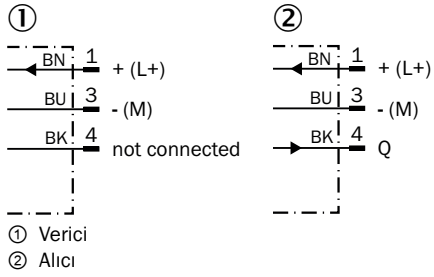 ① ②
BN 1 + (L+) BN 1 + (L+)
BU 3 - (M) BU 3 - (M)
BK 4 not connected BK 4 Q
① Verici
② Alıcı